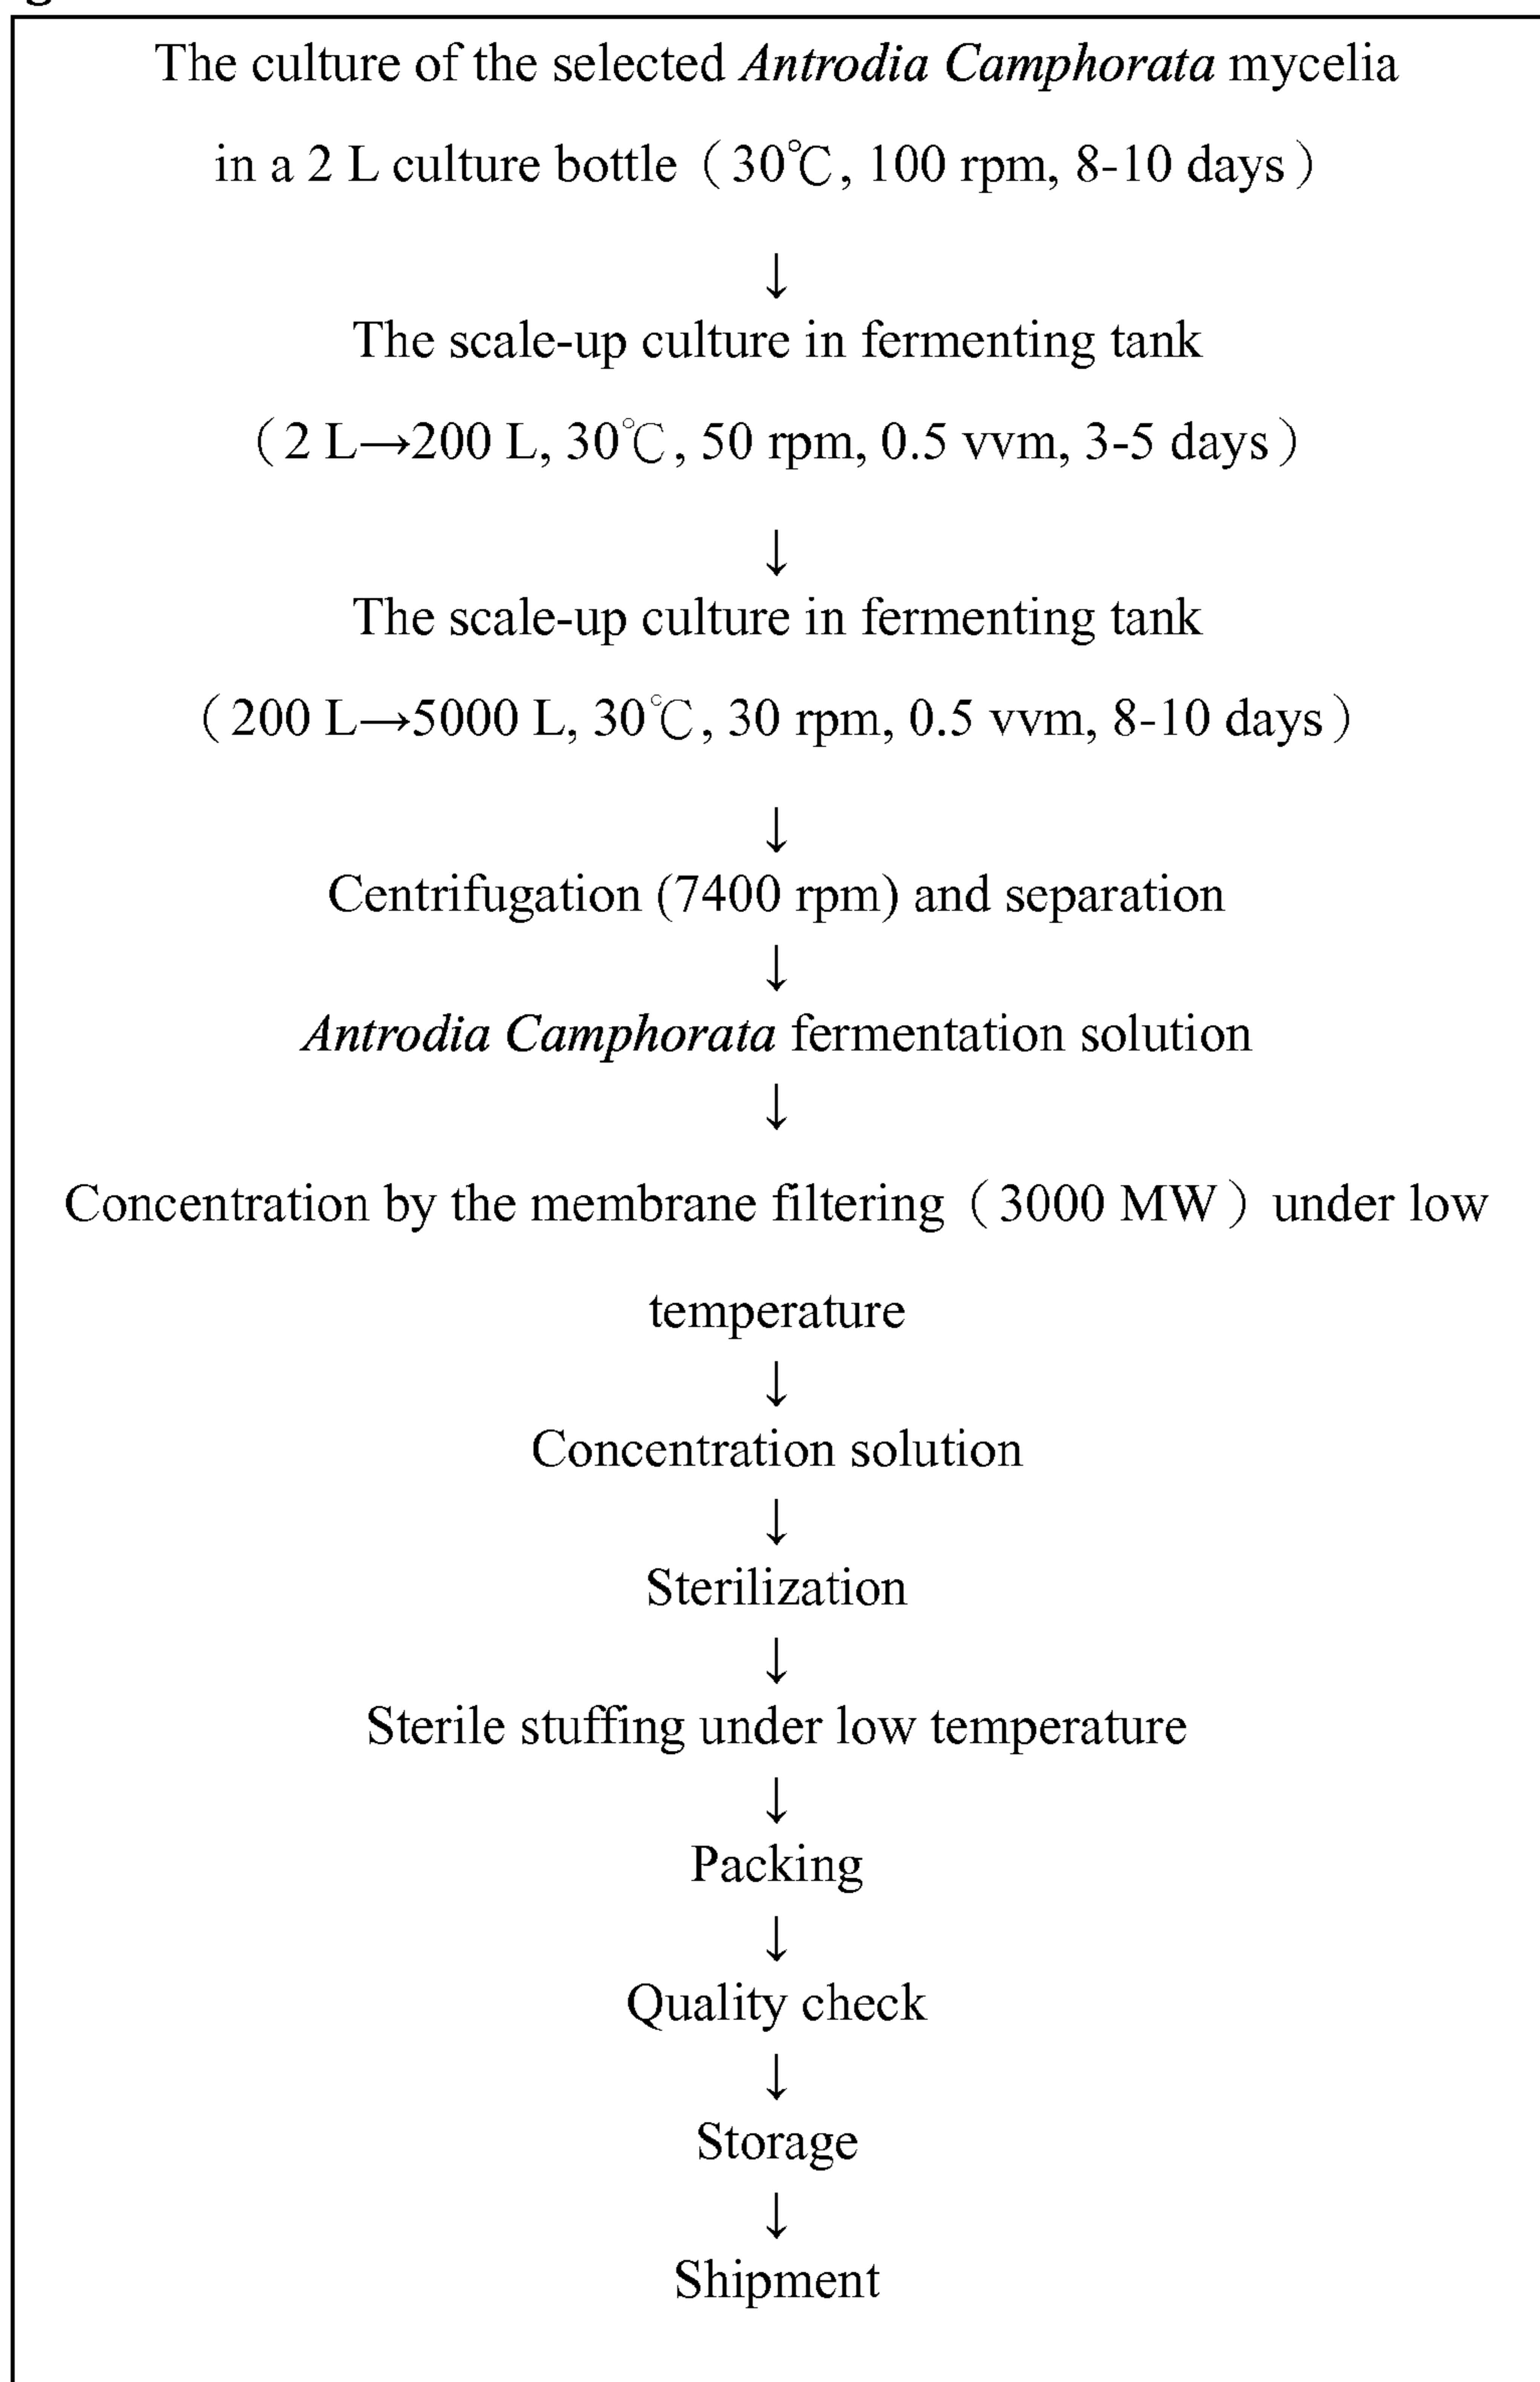 The culture of the selected Antrodia Camphorata mycelia
in a 2 L culture bottle（30℃, 100 rpm, 8-10 days）
↓
The scale-up culture in fermenting tank
（2 L→200 L, 30℃, 50 rpm, 0.5 vvm, 3-5 days）
↓
The scale-up culture in fermenting tank
（200 L→5000 L, 30℃, 30 rpm, 0.5 vvm, 8-10 days）
↓
Centrifugation (7400 rpm) and separation
↓
Antrodia Camphorata fermentation solution
↓
Concentration by the membrane filtering（3000 MW）under low
temperature
↓
Concentration solution
↓
Sterilization
↓
Sterile stuffing under low temperature
↓
Packing
↓
Quality check
↓
Storage
↓
Shipment